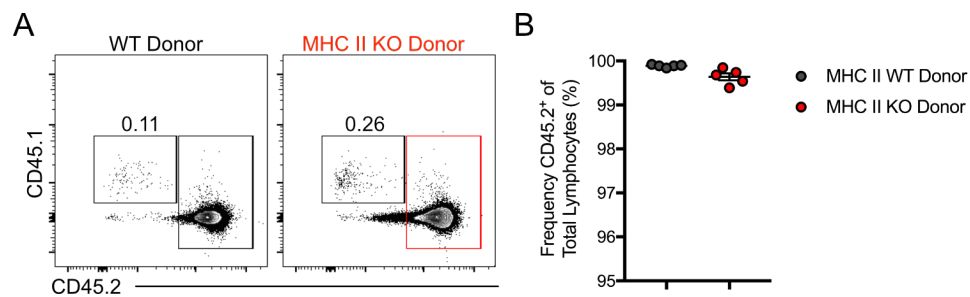 A
WT Donor
MHC II KO Donor
0.11
0.26
CD45.1
CD45.2
B
Frequency CD45.2⁺ of
Total Lymphocytes (%)
100
99
98
97
96
95
MHC II WT Donor
MHC II KO Donor